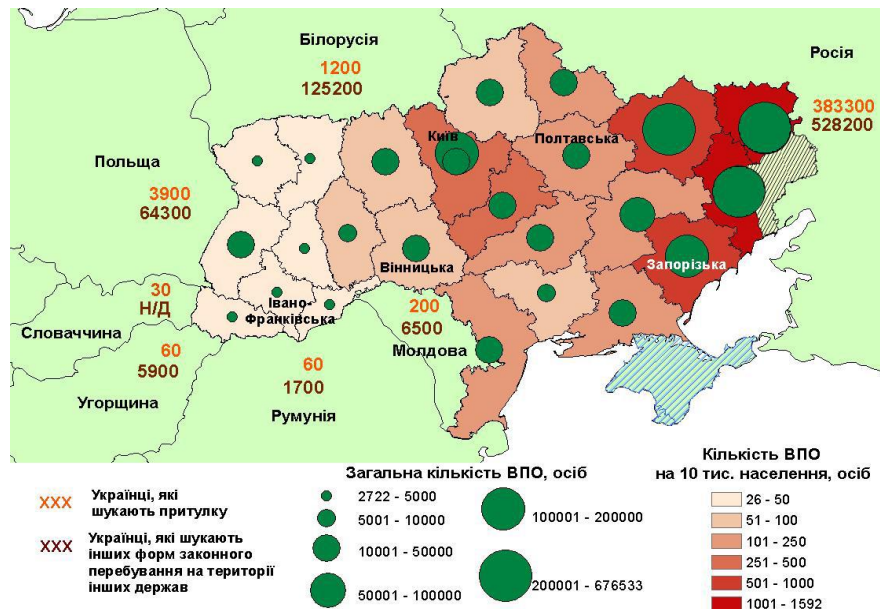 Білорусія
1200
125200
Росія
383300
528200
Київ
Полтавська
Польща
3900
64300
Вінницька
Запорізька
30
Н/Д
Івано-
Франківська
200
6500
Словаччина
Молдова
60
5900
60
1700
Угорщина
Румунія
XXX
Українці, які
шукають притулку
XXX
Українці, які шукають
інших форм законного
перебування на території
інших держав
Загальна кількість ВПО, осіб
2722 - 5000
5001 - 10000
10001 - 50000
50001 - 100000
100001 - 200000
200001 - 676533
Кількість ВПО
на 10 тис. населення, осіб
26 - 50
51 - 100
101 - 250
251 - 500
501 - 1000
1001 - 1592